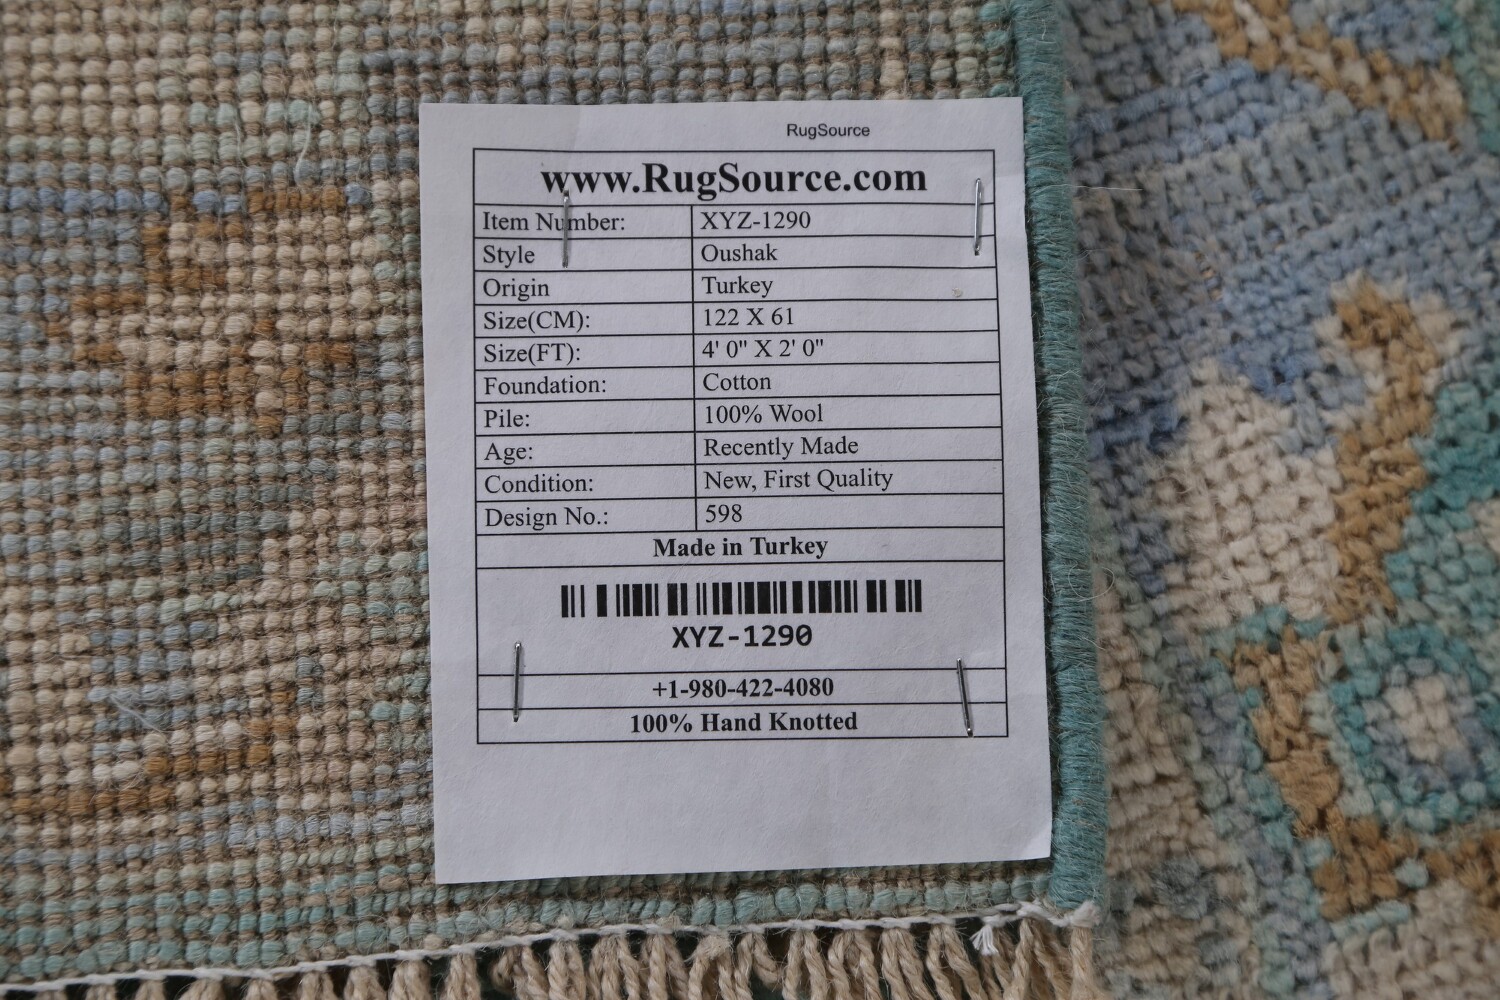 RugSource
www.RugSource.com
Item Number: XYZ-1290
Style Oushak
Origin Turkey
Size(CM): 122 X 61
Size(FT): 4' 0" X 2' 0"
Foundation: Cotton
Pile: 100% Wool
Age: Recently Made
Condition: New, First Quality
Design No.: 598
Made in Turkey
XYZ-1290
+1-980-422-4080
100% Hand Knotted